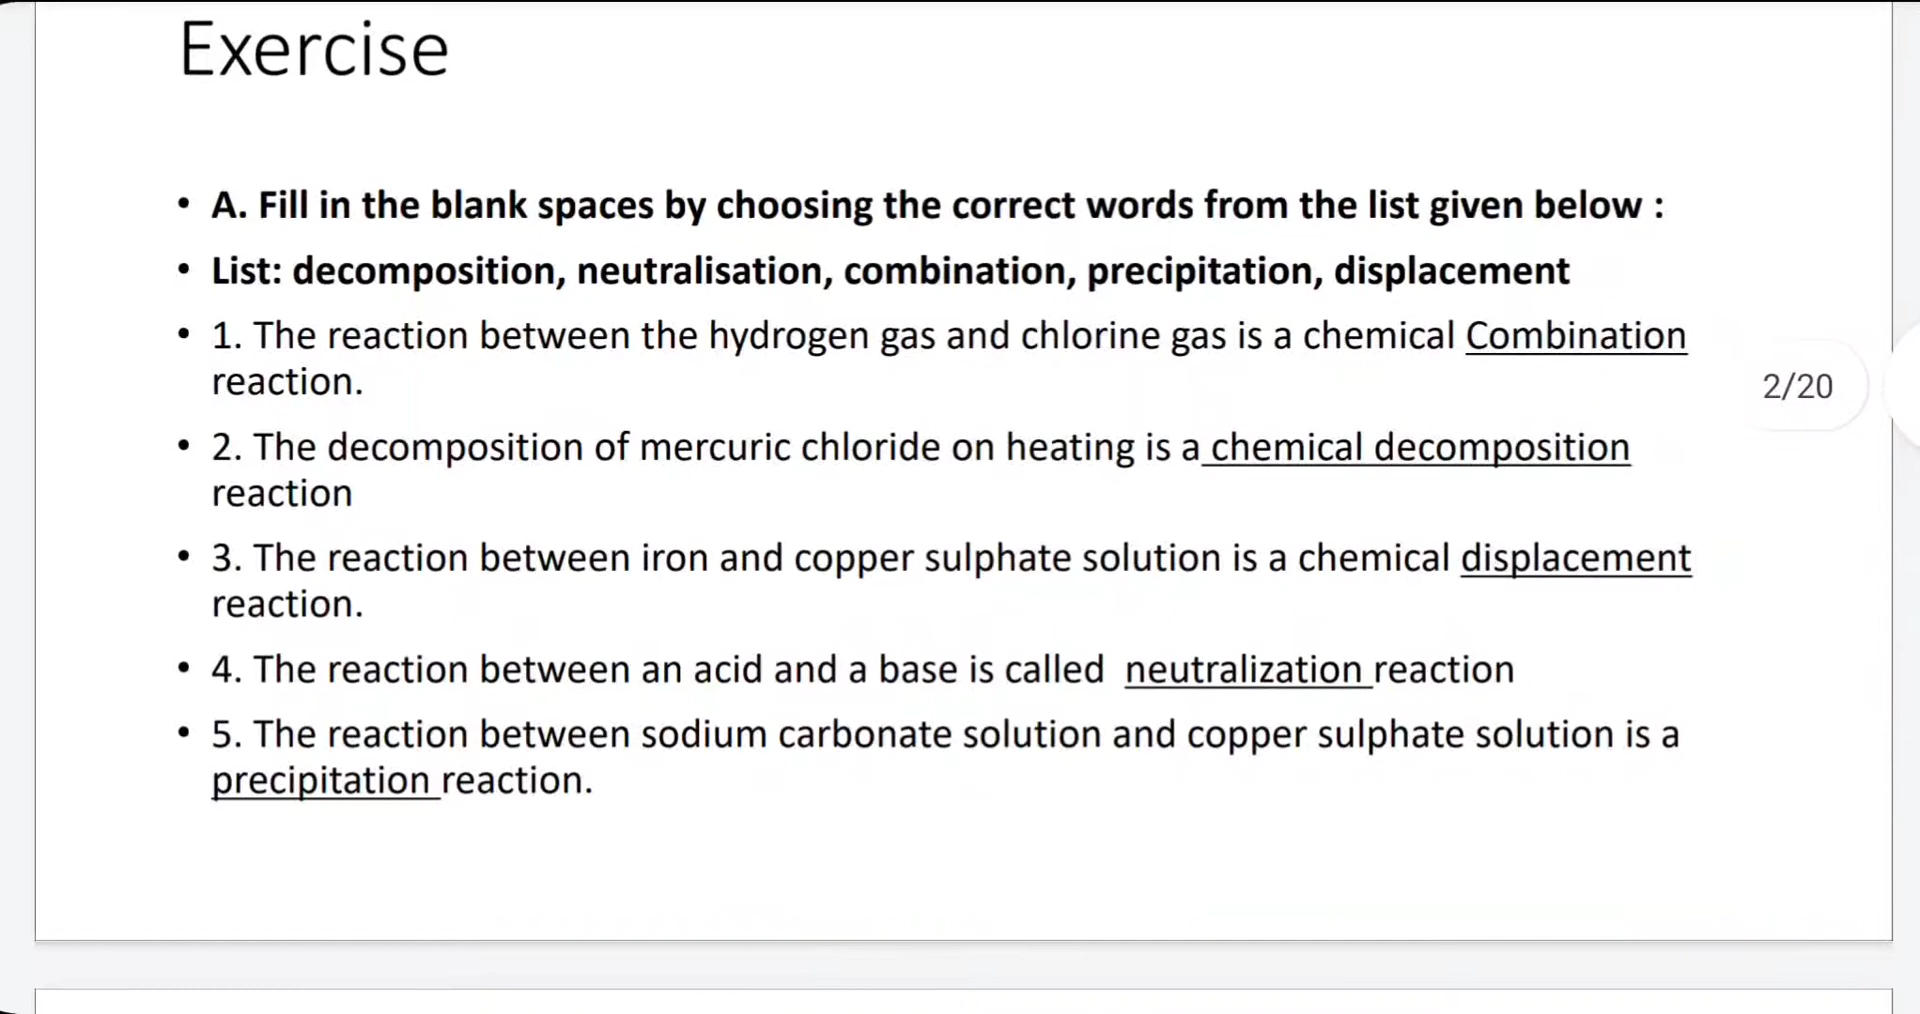 Exercise
• A. Fill in the blank spaces by choosing the correct words from the list given below :
• List: decomposition, neutralisation, combination, precipitation, displacement
• 1. The reaction between the hydrogen gas and chlorine gas is a chemical Combination
reaction.
• 2. The decomposition of mercuric chloride on heating is a chemical decomposition
reaction
• 3. The reaction between iron and copper sulphate solution is a chemical displacement
reaction.
• 4. The reaction between an acid and a base is called neutralization reaction
• 5. The reaction between sodium carbonate solution and copper sulphate solution is a
precipitation reaction.
2/20